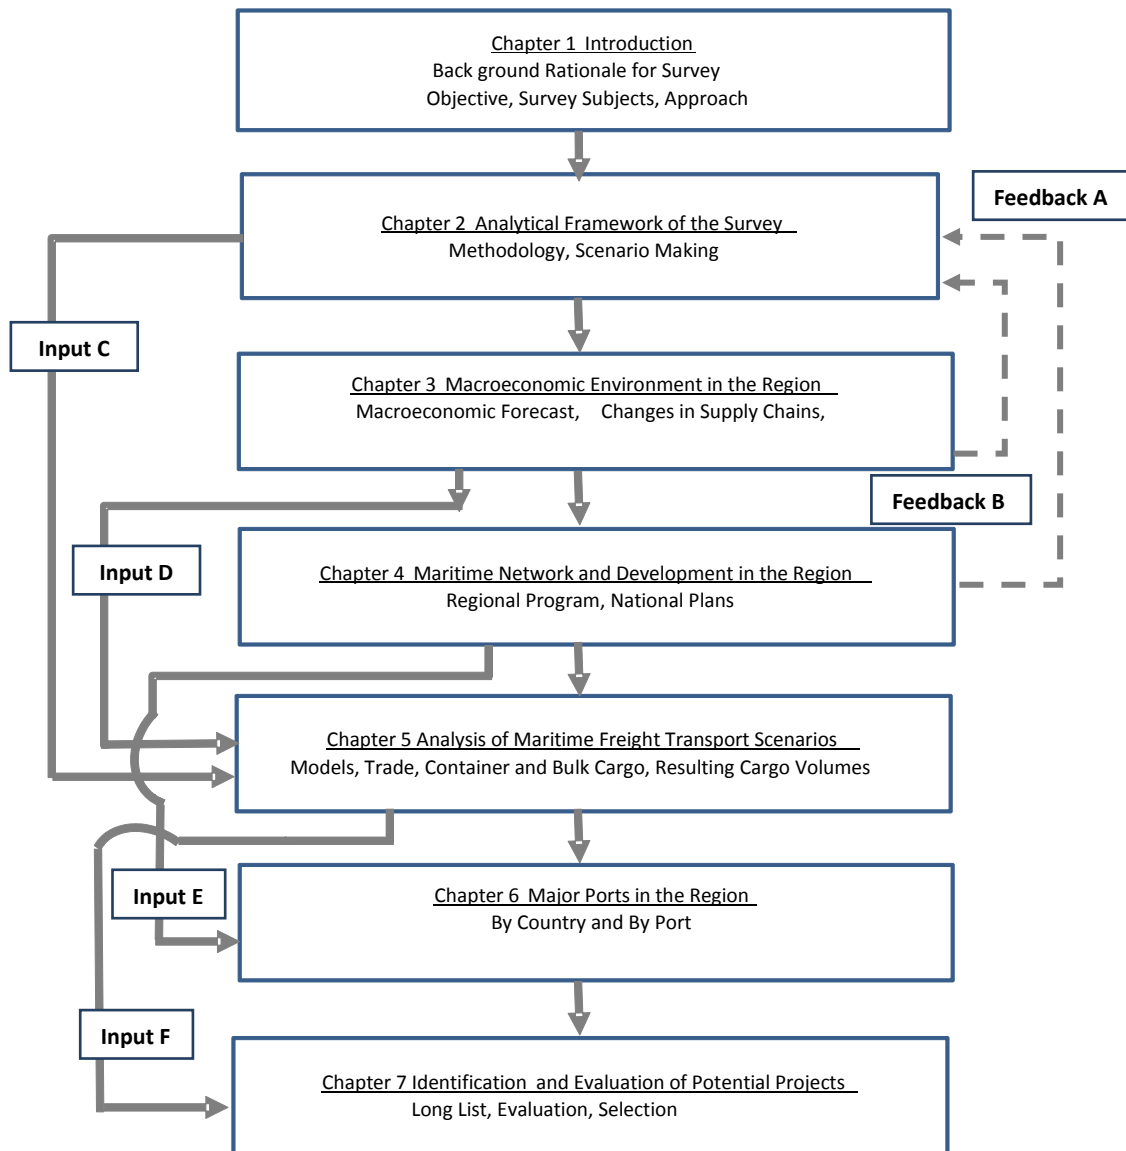 Chapter 1 Introduction
Back ground Rationale for Survey
Objective, Survey Subjects, Approach
Feedback A
Chapter 2 Analytical Framework of the Survey
Methodology, Scenario Making
Input C
Chapter 3 Macroeconomic Environment in the Region
Macroeconomic Forecast, Changes in Supply Chains,
Feedback B
Input D
Chapter 4 Maritime Network and Development in the Region
Regional Program, National Plans
Chapter 5 Analysis of Maritime Freight Transport Scenarios
Models, Trade, Container and Bulk Cargo, Resulting Cargo Volumes
Input E
Chapter 6 Major Ports in the Region
By Country and By Port
Input F
Chapter 7 Identification and Evaluation of Potential Projects
Long List, Evaluation, Selection